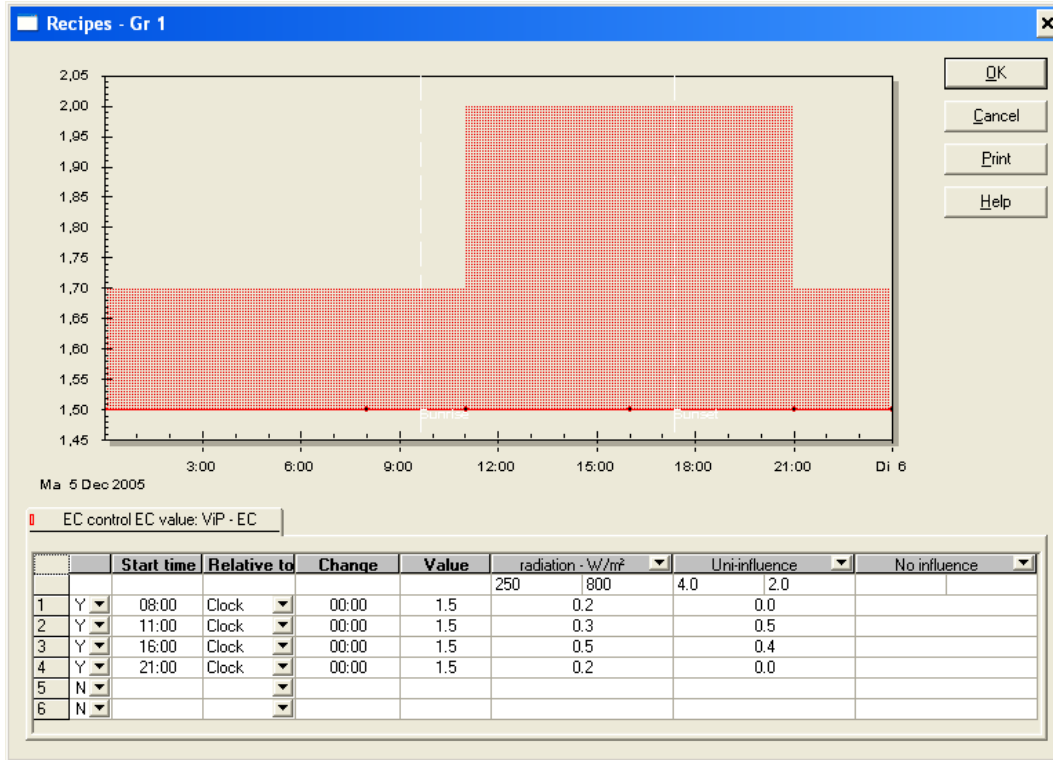 Recipes - Gr 1
OK
Cancel
Print
Help
2,05
2,00
1,95
1,90
1,85
1,80
1,75
1,70
1,65
1,60
1,55
1,50
1,45
Sunrise
Sunset
3:00 6:00 9:00 12:00 15:00 18:00 21:00 Di 6
Ma 5 Dec 2005
EC control EC value: ViP - EC
Start time Relative to Change Value radiation - W/m² Uni-influence No influence
250 800 4.0 2.0
1 Y 08:00 Clock 00:00 1.5 0.2 0.0
2 Y 11:00 Clock 00:00 1.5 0.3 0.5
3 Y 16:00 Clock 00:00 1.5 0.5 0.4
4 Y 21:00 Clock 00:00 1.5 0.2 0.0
5 N
6 N